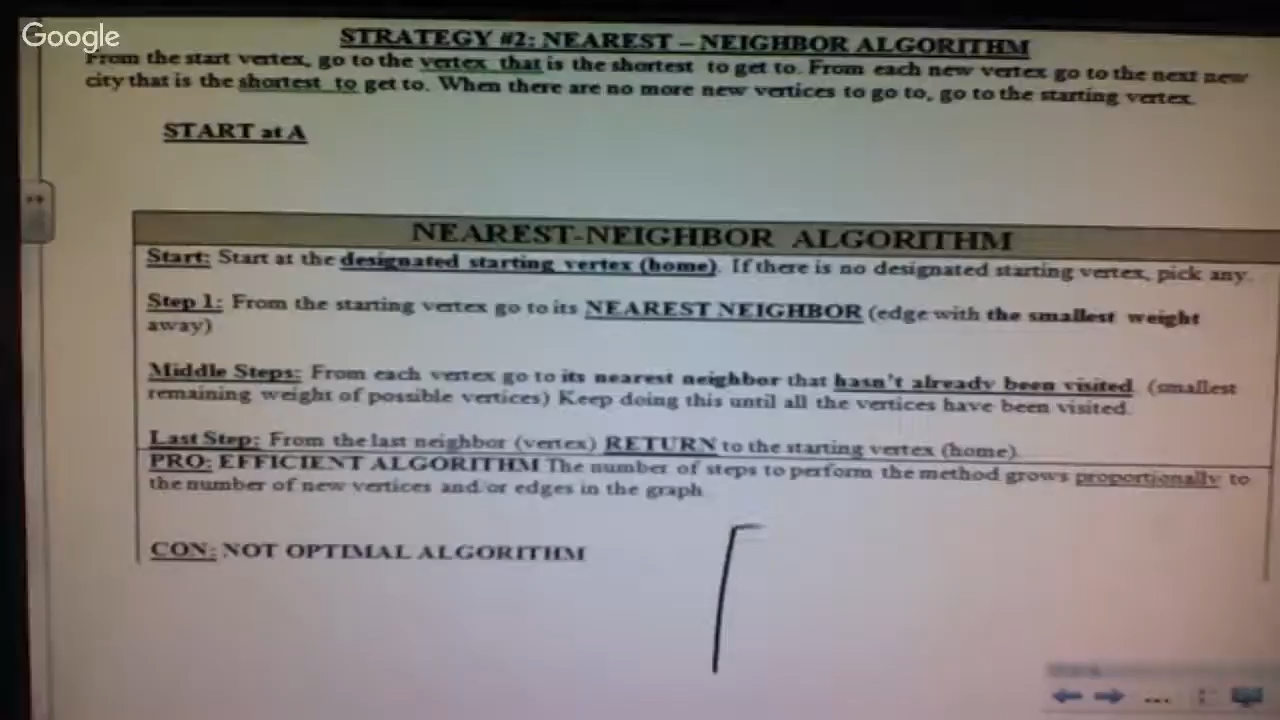 Google
STRATEGY #2: NEAREST – NEIGHBOR ALGORITHM
From the start vertex, go to the vertex that is the shortest to get to. From each new vertex go to the next new
city that is the shortest to get to. When there are no more new vertices to go to, go to the starting vertex.
START at A
NEAREST-NEIGHBOR ALGORITHM
Start: Start at the designated starting vertex (home). If there is no designated starting vertex, pick any.
Step 1: From the starting vertex go to its NEAREST NEIGHBOR (edge with the smallest weight
away)
Middle Steps: From each vertex go to its nearest neighbor that hasn't already been visited. (smallest
remaining weight of possible vertices) Keep doing this until all the vertices have been visited.
Last Step: From the last neighbor (vertex) RETURN to the starting vertex (home).
PRO: EFFICIENT ALGORITHM The number of steps to perform the method grows proportionally to
the number of new vertices and/or edges in the graph
CON: NOT OPTIMAL ALGORITHM